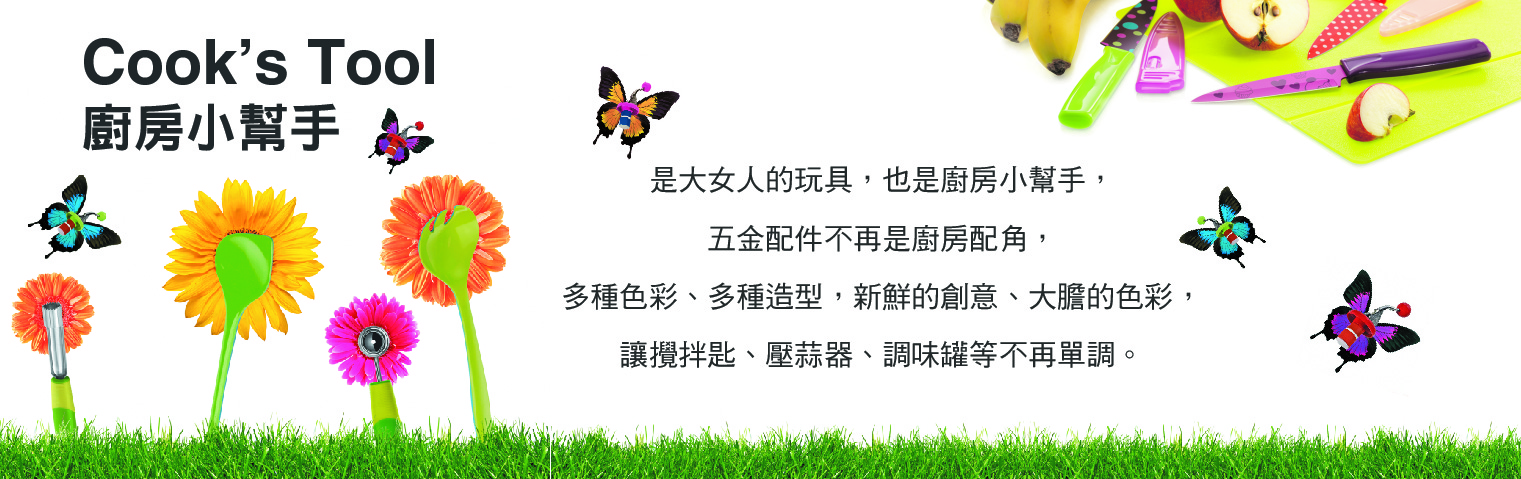 Cook's Tool
廚房小幫手
是大女人的玩具，也是廚房小幫手，
五金配件不再是廚房配角，
多種色彩、多種造型，新鮮的創意、大膽的色彩，
讓攪拌匙、壓蒜器、調味罐等不再單調。